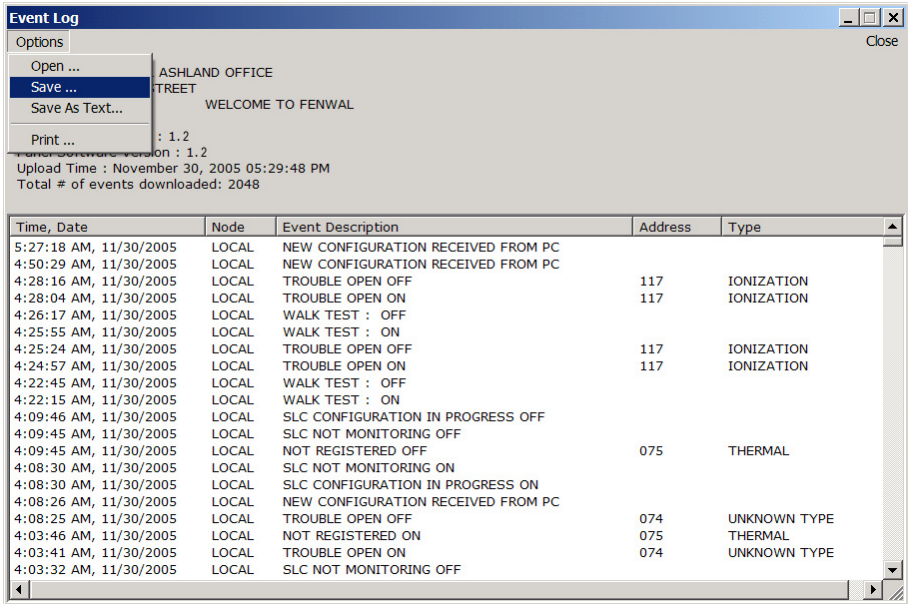 Event Log
Options Close
Open ...
Save ...
Save As Text...
Print ...
ASHLAND OFFICE
TREET
WELCOME TO FENWAL
: 1.2
Panel Software Version : 1.2
Upload Time : November 30, 2005 05:29:48 PM
Total # of events downloaded: 2048
Time, Date Node Event Description Address Type
5:27:18 AM, 11/30/2005 LOCAL NEW CONFIGURATION RECEIVED FROM PC
4:50:29 AM, 11/30/2005 LOCAL NEW CONFIGURATION RECEIVED FROM PC
4:28:16 AM, 11/30/2005 LOCAL TROUBLE OPEN OFF 117 IONIZATION
4:28:04 AM, 11/30/2005 LOCAL TROUBLE OPEN ON 117 IONIZATION
4:26:17 AM, 11/30/2005 LOCAL WALK TEST : OFF
4:25:55 AM, 11/30/2005 LOCAL WALK TEST : ON
4:25:24 AM, 11/30/2005 LOCAL TROUBLE OPEN OFF 117 IONIZATION
4:24:57 AM, 11/30/2005 LOCAL TROUBLE OPEN ON 117 IONIZATION
4:22:45 AM, 11/30/2005 LOCAL WALK TEST : OFF
4:22:15 AM, 11/30/2005 LOCAL WALK TEST : ON
4:09:46 AM, 11/30/2005 LOCAL SLC CONFIGURATION IN PROGRESS OFF
4:09:45 AM, 11/30/2005 LOCAL SLC NOT MONITORING OFF
4:09:45 AM, 11/30/2005 LOCAL NOT REGISTERED OFF 075 THERMAL
4:08:30 AM, 11/30/2005 LOCAL SLC NOT MONITORING ON
4:08:30 AM, 11/30/2005 LOCAL SLC CONFIGURATION IN PROGRESS ON
4:08:26 AM, 11/30/2005 LOCAL NEW CONFIGURATION RECEIVED FROM PC
4:08:25 AM, 11/30/2005 LOCAL TROUBLE OPEN OFF 074 UNKNOWN TYPE
4:03:46 AM, 11/30/2005 LOCAL NOT REGISTERED ON 075 THERMAL
4:03:41 AM, 11/30/2005 LOCAL TROUBLE OPEN ON 074 UNKNOWN TYPE
4:03:32 AM, 11/30/2005 LOCAL SLC NOT MONITORING OFF